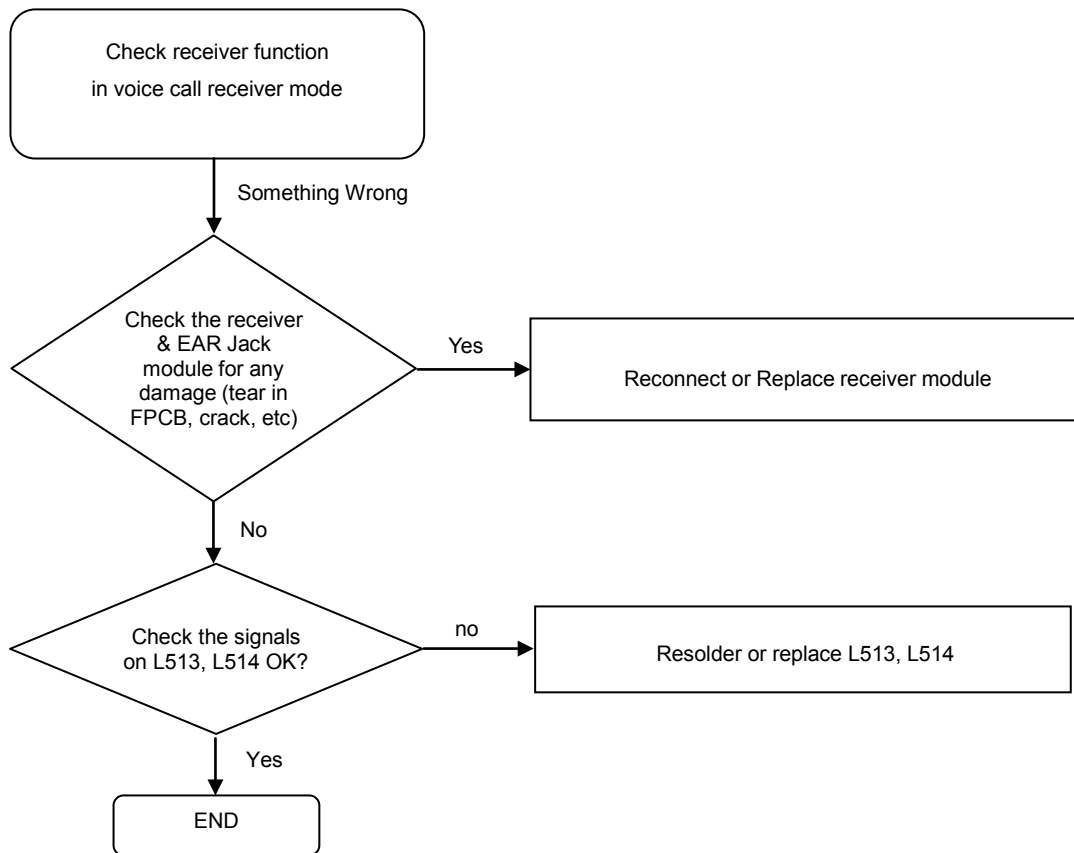 Check receiver function
in voice call receiver mode
Something Wrong
Check the receiver
& EAR Jack
module for any
damage (tear in
FPCB, crack, etc)
Yes
Reconnect or Replace receiver module
No
Check the signals
on L513, L514 OK?
no
Resolder or replace L513, L514
Yes
END